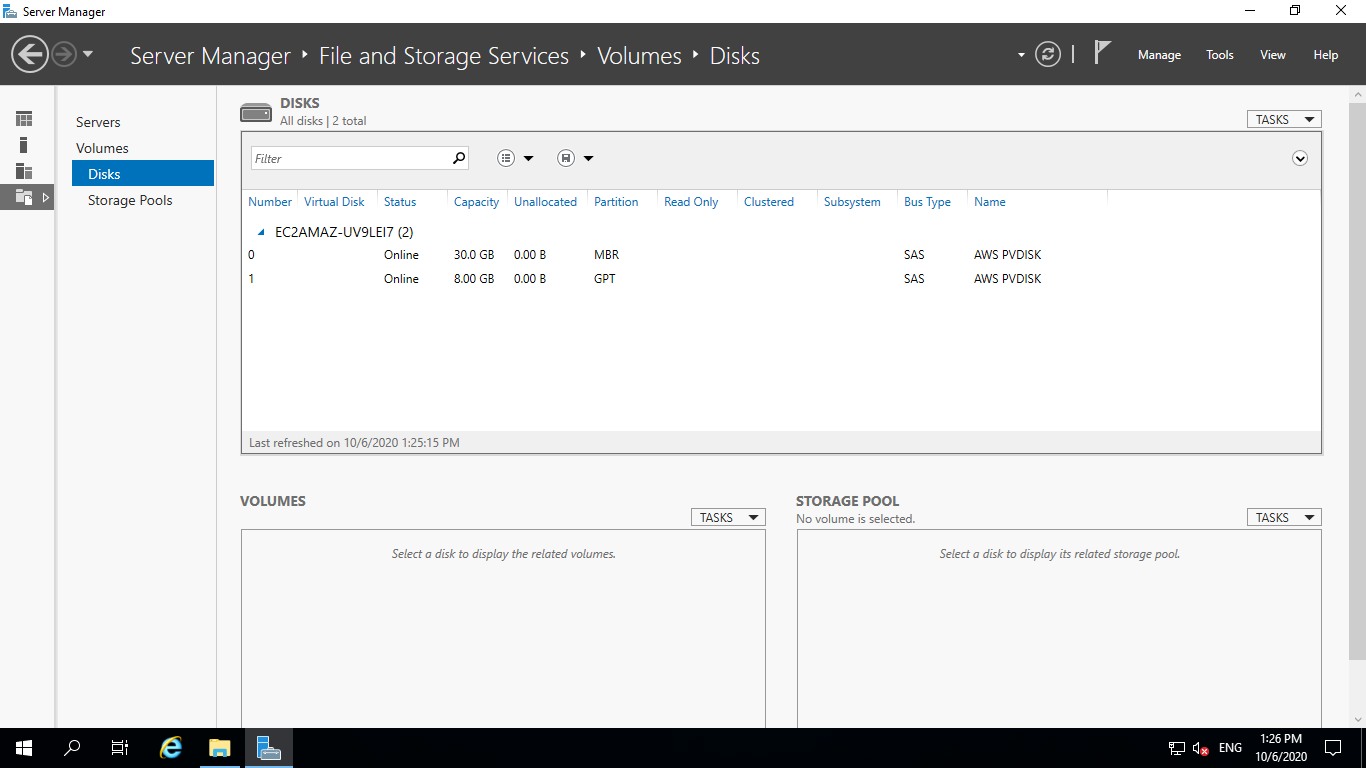 Server Manager
Server Manager ‣ File and Storage Services ‣ Volumes ‣ Disks
Manage Tools View Help
Servers
Volumes
Disks
Storage Pools
DISKS
All disks | 2 total
TASKS
Filter
Number Virtual Disk Status Capacity Unallocated Partition Read Only Clustered Subsystem Bus Type Name
EC2AMAZ-UV9LEI7 (2)
0 Online 30.0 GB 0.00 B MBR SAS AWS PVDISK
1 Online 8.00 GB 0.00 B GPT SAS AWS PVDISK
Last refreshed on 10/6/2020 1:25:15 PM
VOLUMES
TASKS
Select a disk to display the related volumes.
STORAGE POOL
No volume is selected.
TASKS
Select a disk to display its related storage pool.
ENG
1:26 PM
10/6/2020